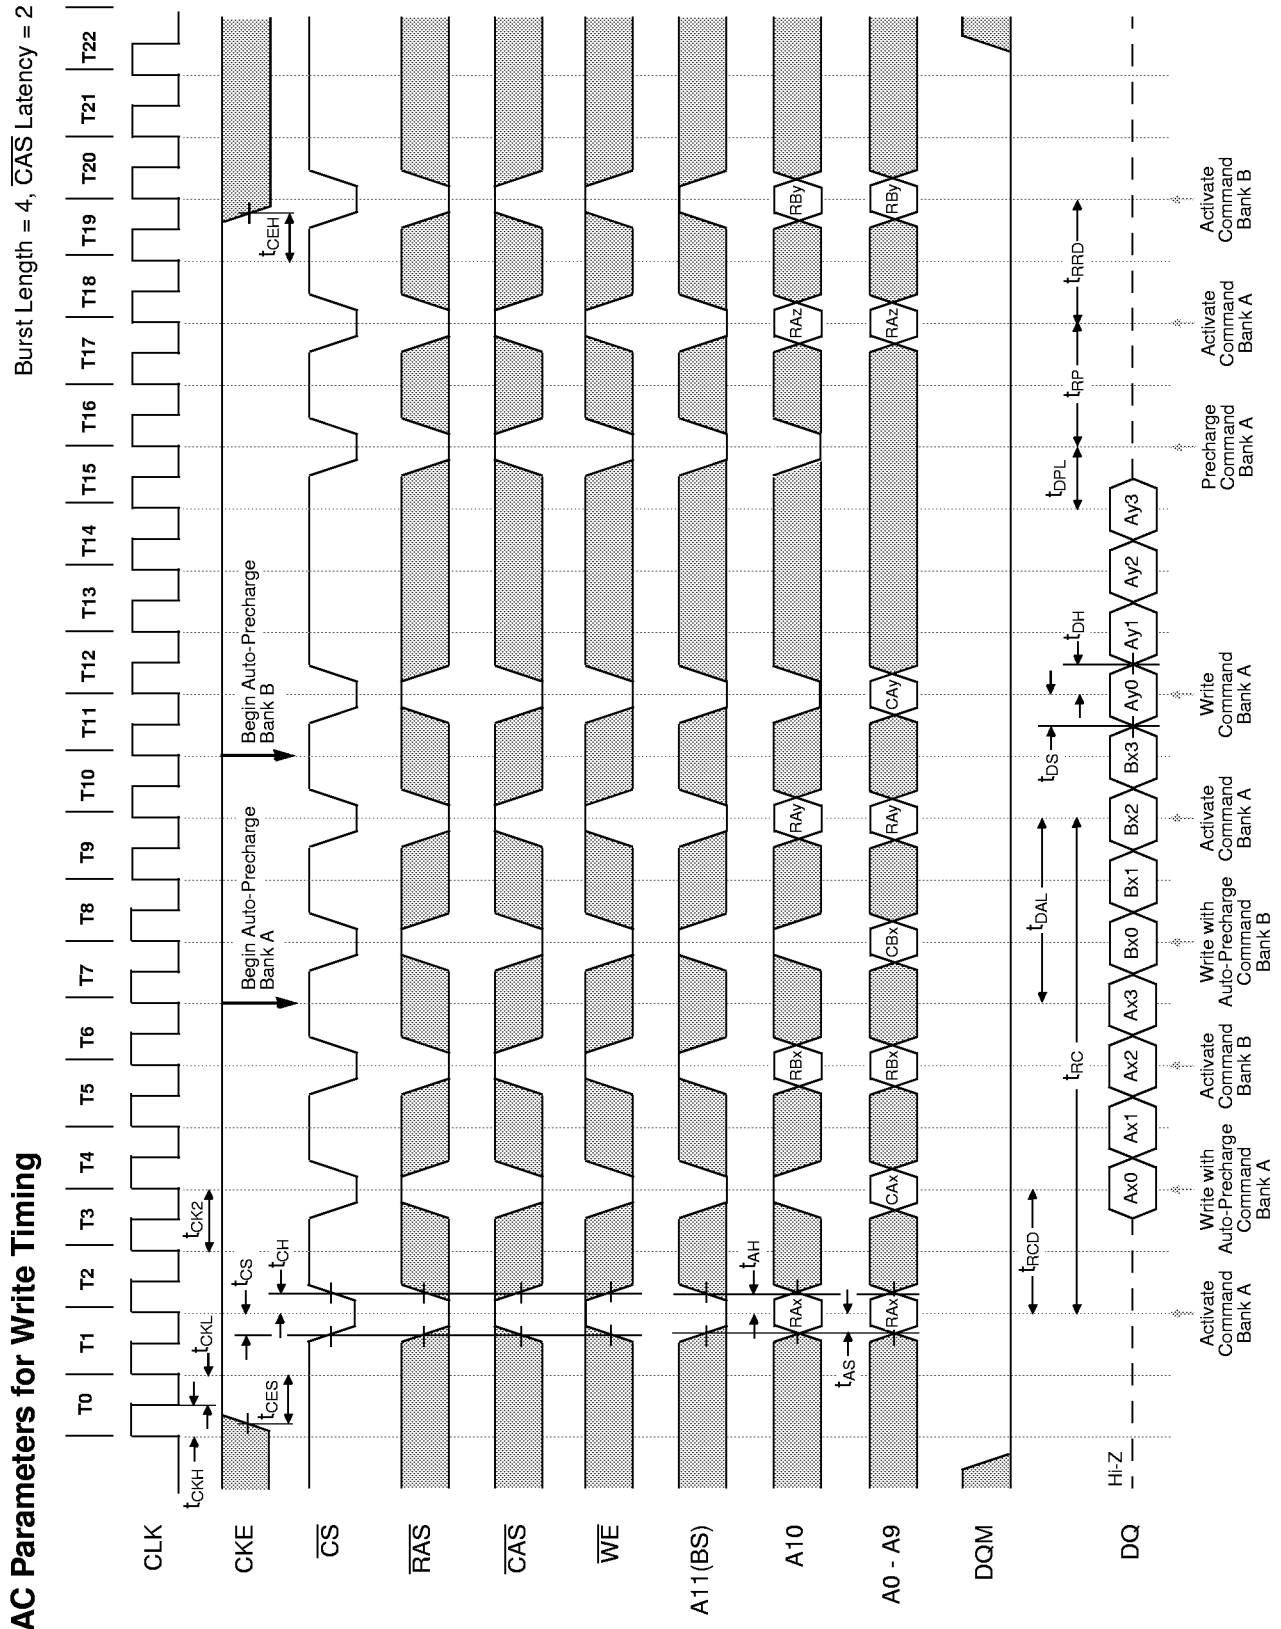 AC Parameters for Write Timing
Burst Length = 4, CAS Latency = 2
T0 T1 T2 T3 T4 T5 T6 T7 T8 T9 T10 T11 T12 T13 T14 T15 T16 T17 T18 T19 T20 T21 T22
CLK
tCKH
tCKL
tCK2
CKE
tCES
tCS
tCH
Begin Auto-Precharge
Bank A
Begin Auto-Precharge
Bank B
tCEH
CS
RAS
CAS
WE
A11(BS)
tAH
A10
RAx RBx RAy RAz RBy
tAS
A0 - A9
RAx CAx RBx CBx RAy CAy RAz RBy
DQM
tRCD
tDAL
tRC
tDS
tDH
tDPL
tRP
tRRD
DQ
Hi-Z
Ax0 Ax1 Ax2 Ax3 Bx0 Bx1 Bx2 Bx3 Ay0 Ay1 Ay2 Ay3
Activate
Command
Bank A
Write with
Auto-Precharge
Command
Bank A
Activate
Command
Bank B
Write with
Auto-Precharge
Command
Bank B
Activate
Command
Bank A
Write
Command
Bank A
Precharge
Command
Bank A
Activate
Command
Bank A
Activate
Command
Bank B